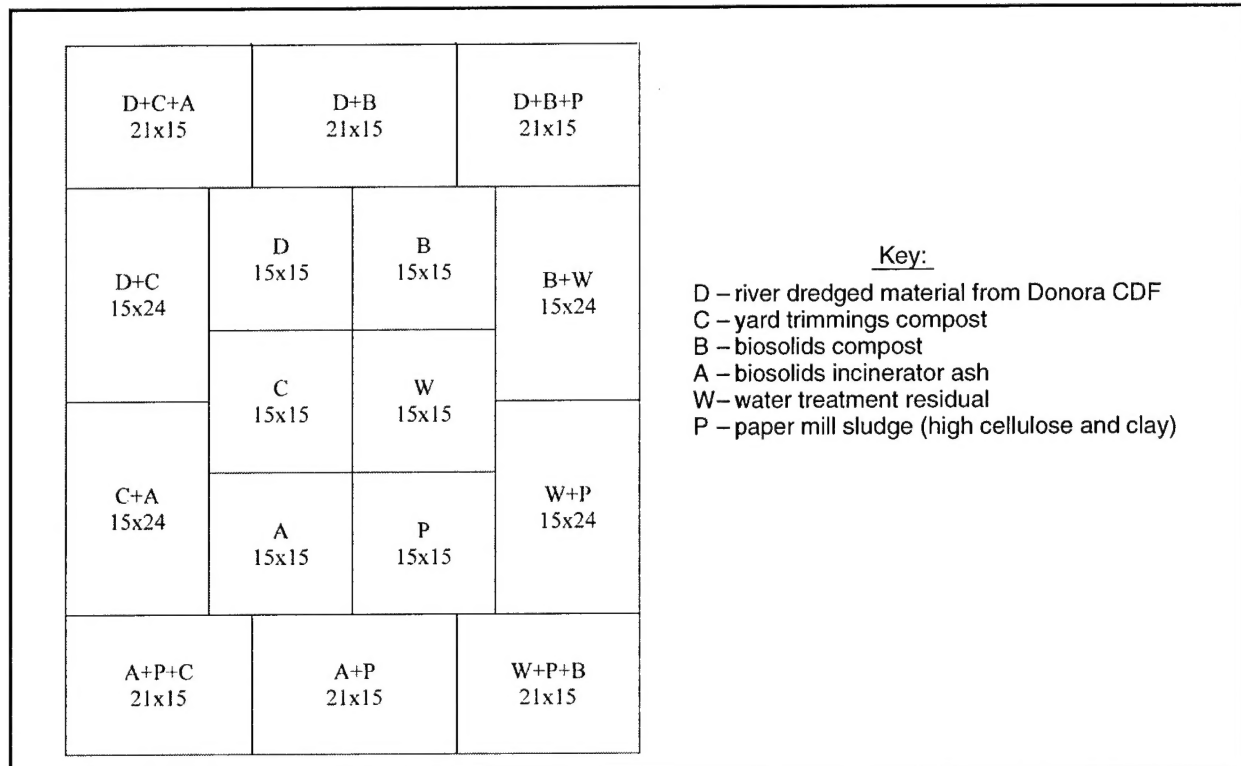 D+C+A
21x15
D+B
21x15
D+B+P
21x15
D+C
15x24
D
15x15
B
15x15
B+W
15x24
C
15x15
W
15x15
C+A
15x24
A
15x15
P
15x15
W+P
15x24
A+P+C
21x15
A+P
21x15
W+P+B
21x15
Key:
D – river dredged material from Donora CDF
C – yard trimmings compost
B – biosolids compost
A – biosolids incinerator ash
W – water treatment residual
P – paper mill sludge (high cellulose and clay)